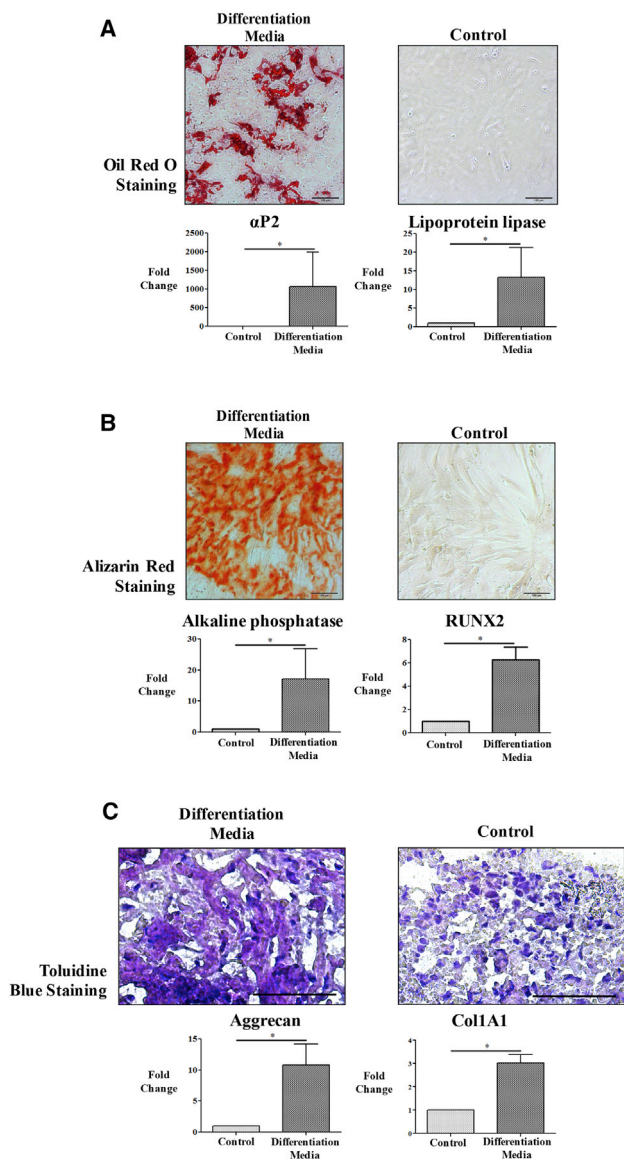 A
Differentiation
Media
Control
Oil Red O
Staining
αP2
Lipoprotein lipase
Fold
Change
2500
2000
1500
1000
500
0
*
Control
Differentiation
Media
Fold
Change
25
20
15
10
5
0
*
Control
Differentiation
Media
B
Differentiation
Media
Control
Alizarin Red
Staining
Alkaline phosphatase
RUNX2
Fold
Change
30
20
10
0
*
Control
Differentiation
Media
Fold
Change
8
6
4
2
0
*
Control
Differentiation
Media
C
Differentiation
Media
Control
Toluidine
Blue Staining
Aggrecan
Col1A1
Fold
Change
15
10
5
0
*
Control
Differentiation
Media
Fold
Change
4
3
2
1
0
*
Control
Differentiation
Media